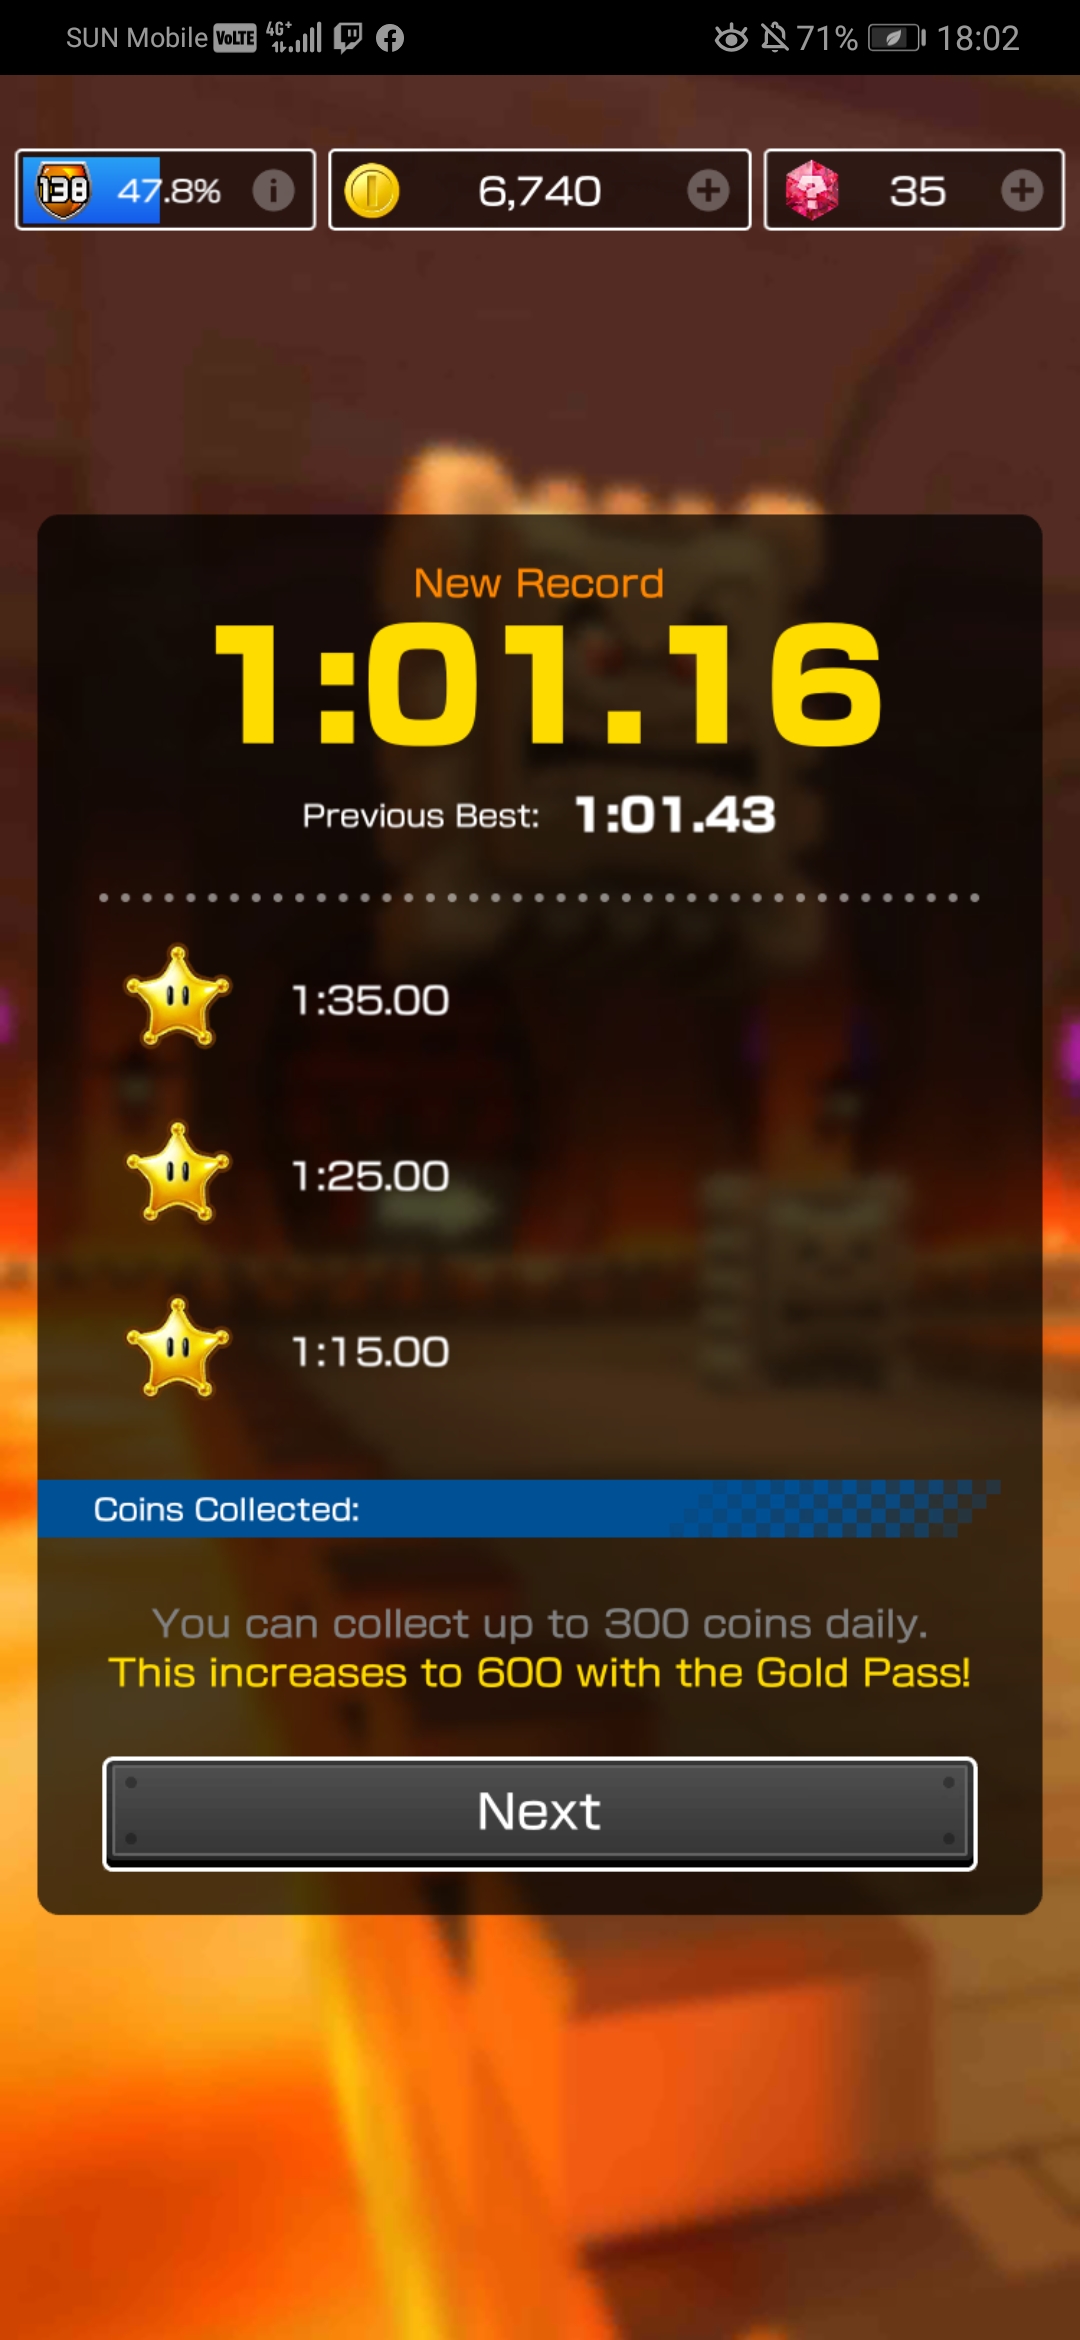 SUN Mobile VoLTE 4G+ 71% 18:02
138 47.8% i 6,740 + 35 +
New Record
1:01.16
Previous Best: 1:01.43
1:35.00
1:25.00
1:15.00
Coins Collected:
You can collect up to 300 coins daily.
This increases to 600 with the Gold Pass!
Next